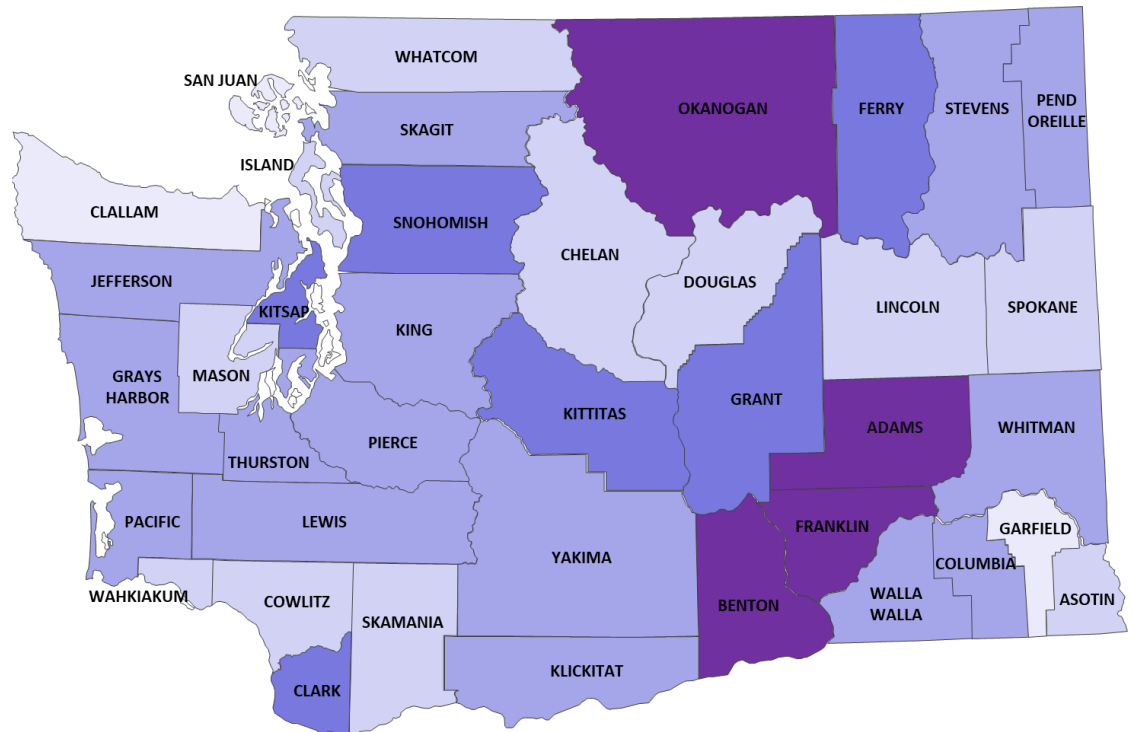 WHATCOM
SAN JUAN
OKANOGAN
FERRY
STEVENS
PEND
OREILLE
SKAGIT
ISLAND
CLALLAM
SNOHOMISH
CHELAN
JEFFERSON
DOUGLAS
KITSAP
LINCOLN
SPOKANE
KING
MASON
GRAYS
HARBOR
GRANT
KITTITAS
ADAMS
WHITMAN
PIERCE
THURSTON
PACIFIC
LEWIS
FRANKLIN
GARFIELD
YAKIMA
COLUMBIA
WAHKIAKUM
COWLITZ
SKAMANIA
BENTON
WALLA
WALLA
ASOTIN
KLICKITAT
CLARK